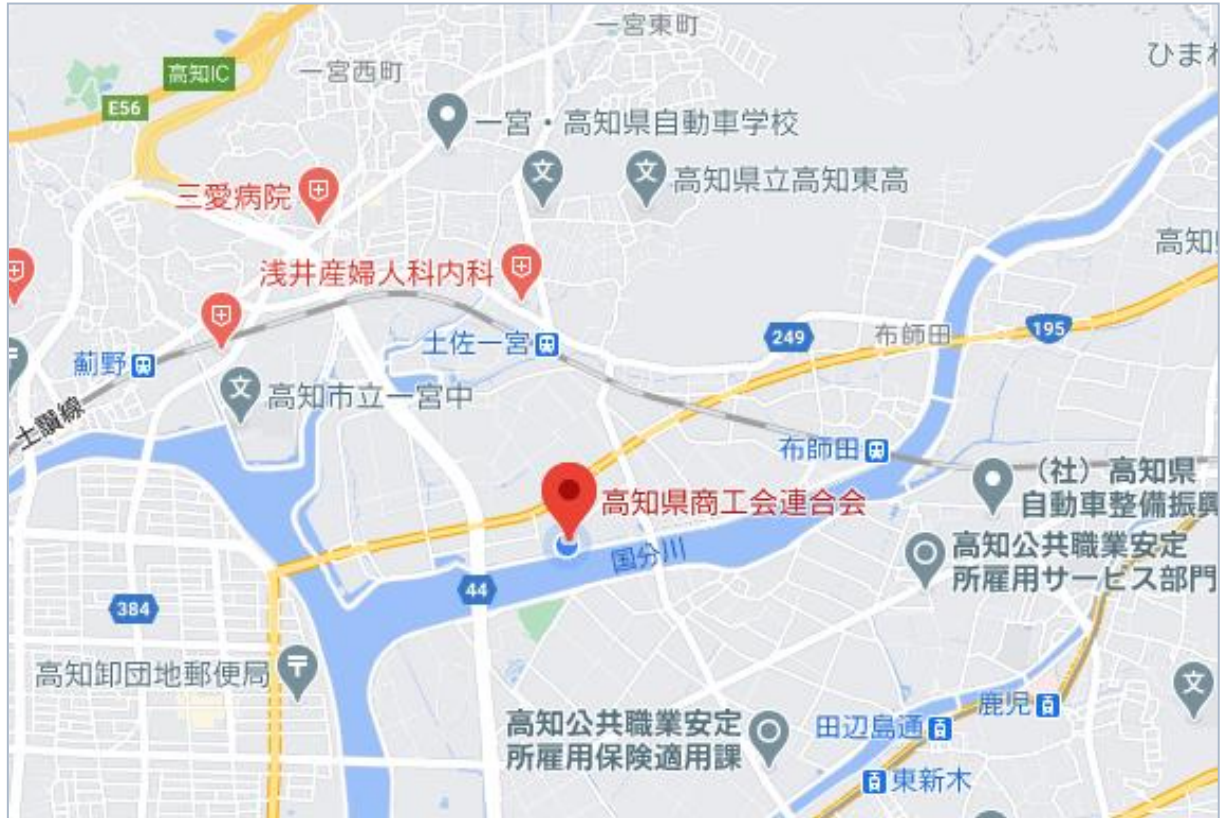 一宮東町
ひまわ
高知IC
一宮西町
E56
一宮・高知県自動車学校
高知県立高知東高
三愛病院
高知県
浅井産婦人科内科
249
195
布師田
土佐一宮
薊野
高知市立一宮中
土讃線
布師田
高知県商工会連合会
（社）高知県
自動車整備振興
国分川
高知公共職業安定
所雇用サービス部門
44
384
高知卸団地郵便局
鹿児
高知公共職業安定
所雇用保険適用課
田辺島通
東新木